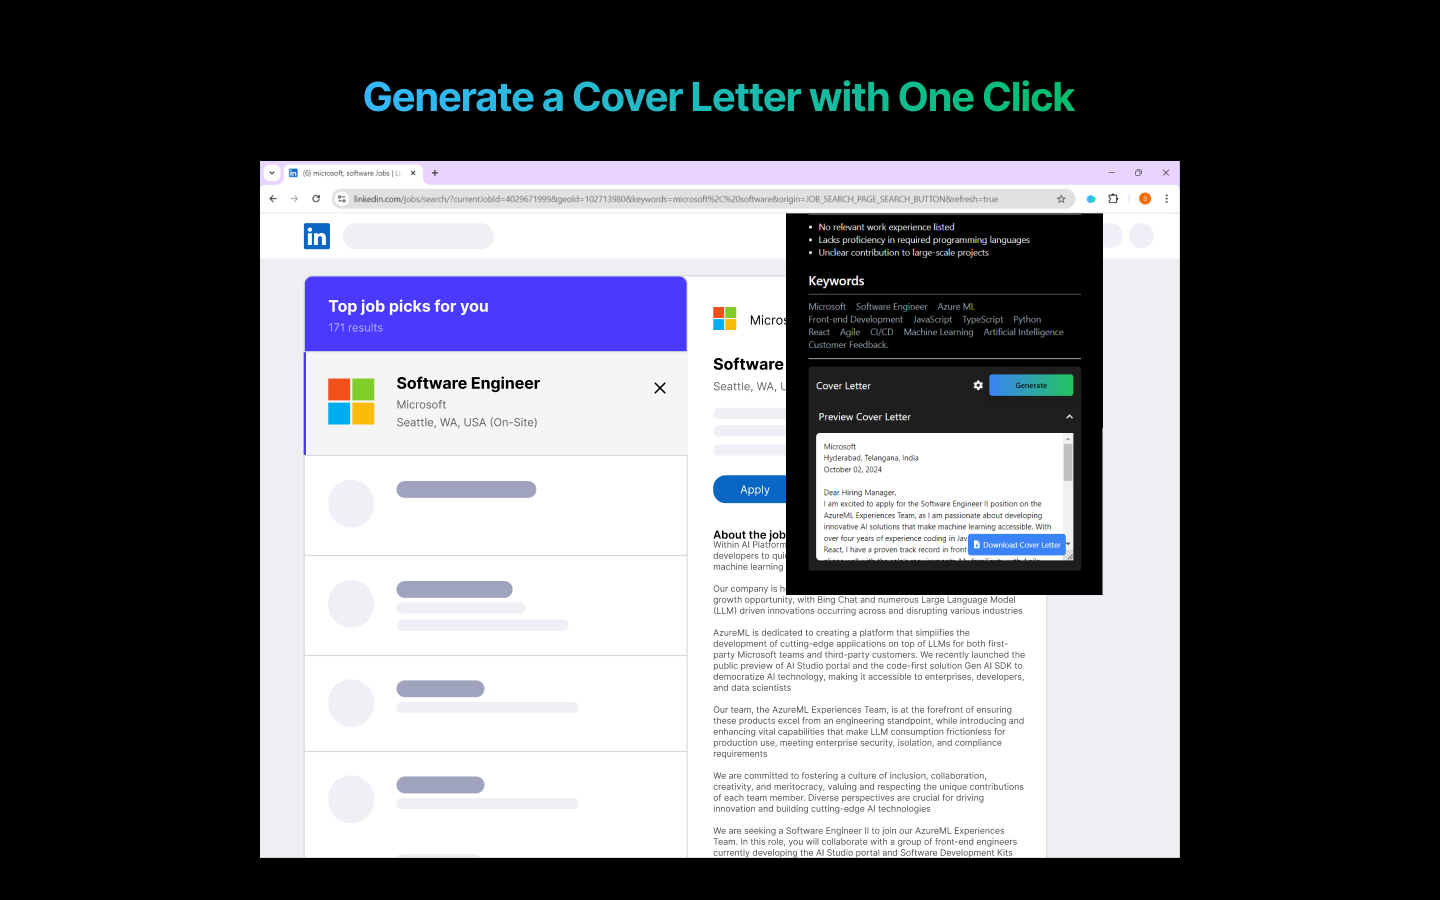 Generate a Cover Letter with One Click
(6) microsoft, software Jobs | Li
linkedin.com/jobs/search/?currentJobId=4029671999&geoId=102713980&keywords=microsoft%2C%20software&origin=JOB_SEARCH_PAGE_SEARCH_BUTTON&refresh=true
S
in
Top job picks for you
171 results
Software Engineer
Microsoft
Seattle, WA, USA (On-Site)
Micros
Software
Seattle, WA, U
Apply
About the job
Within AI Platform
developers to qui
machine learning
Our company is he
growth opportunity, with Bing Chat and numerous Large Language Model
(LLM) driven innovations occurring across and disrupting various industries
AzureML is dedicated to creating a platform that simplifies the
development of cutting-edge applications on top of LLMs for both first-
party Microsoft teams and third-party customers. We recently launched the
public preview of AI Studio portal and the code-first solution Gen AI SDK to
democratize AI technology, making it accessible to enterprises, developers,
and data scientists
Our team, the AzureML Experiences Team, is at the forefront of ensuring
these products excel from an engineering standpoint, while introducing and
enhancing vital capabilities that make LLM consumption frictionless for
production use, meeting enterprise security, isolation, and compliance
requirements
We are committed to fostering a culture of inclusion, collaboration,
creativity, and meritocracy, valuing and respecting the unique contributions
of each team member. Diverse perspectives are crucial for driving
innovation and building cutting-edge AI technologies
We are seeking a Software Engineer II to join our AzureML Experiences
Team. In this role, you will collaborate with a group of front-end engineers
currently developing the AI Studio portal and Software Development Kits
• No relevant work experience listed
• Lacks proficiency in required programming languages
• Unclear contribution to large-scale projects
Keywords
Microsoft Software Engineer Azure ML
Front-end Development JavaScript TypeScript Python
React Agile CI/CD Machine Learning Artificial Intelligence
Customer Feedback.
Cover Letter
Generate
Preview Cover Letter
Microsoft
Hyderabad, Telangana, India
October 02, 2024
Dear Hiring Manager,
I am excited to apply for the Software Engineer II position on the
AzureML Experiences Team, as I am passionate about developing
innovative AI solutions that make machine learning accessible. With
over four years of experience coding in Jav
React, I have a proven track record in front
Download Cover Letter